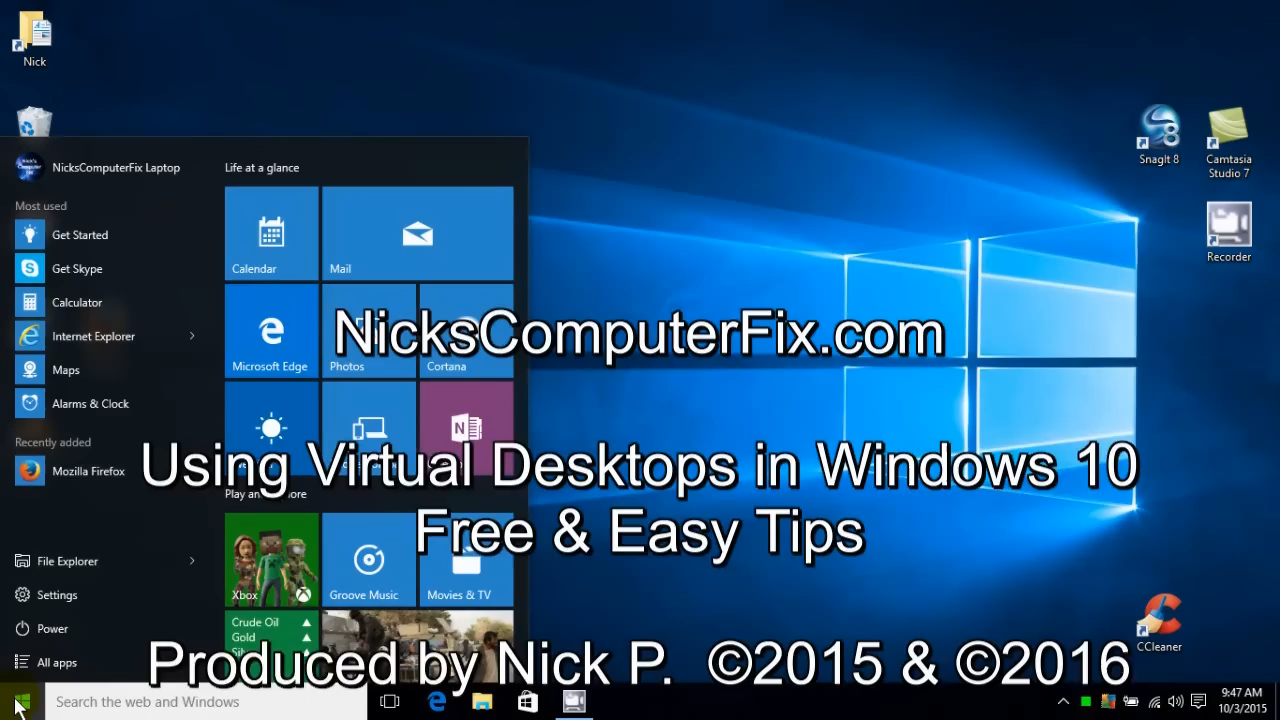 Nick
NicksComputerFix Laptop
Most used
Get Started
Get Skype
Calculator
Internet Explorer
Maps
Alarms & Clock
Recently added
Mozilla Firefox
File Explorer
Settings
Power
All apps
Search the web and Windows
Life at a glance
Calendar
Mail
Microsoft Edge
Photos
Cortana
Xbox
Groove Music
Movies & TV
Crude Oil
Gold
SnagIt 8
Camtasia
Studio 7
Recorder
CCleaner
NicksComputerFix.com
Using Virtual Desktops in Windows 10
Free & Easy Tips
Produced by Nick P. ©2015 & ©2016
9:47 AM
10/3/2015